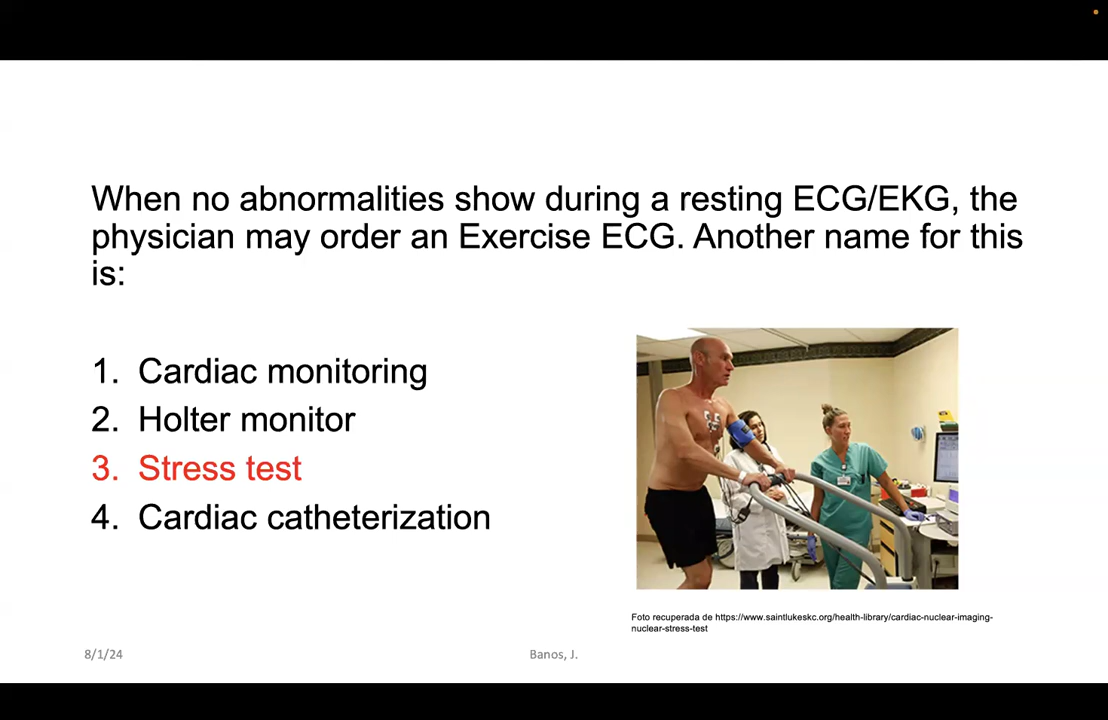 When no abnormalities show during a resting ECG/EKG, the
physician may order an Exercise ECG. Another name for this
is:
1. Cardiac monitoring
2. Holter monitor
3. Stress test
4. Cardiac catheterization
Foto recuperada de https://www.saintlukeskc.org/health-library/cardiac-nuclear-imaging-
nuclear-stress-test
8/1/24
Banos, J.